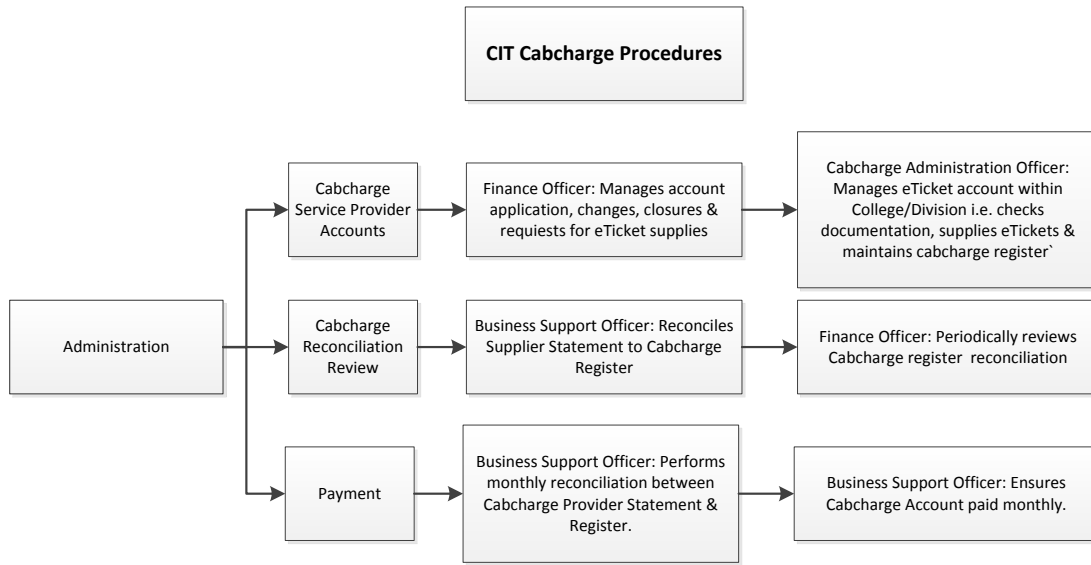 CIT Cabcharge Procedures
Cabcharge
Service Provider
Accounts
Finance Officer: Manages account
application, changes, closures &
requiests for eTicket supplies
Cabcharge Administration Officer:
Manages eTicket account within
College/Division i.e. checks
documentation, supplies eTickets &
maintains cabcharge register`
Administration
Cabcharge
Reconciliation
Review
Business Support Officer: Reconciles
Supplier Statement to Cabcharge
Register
Finance Officer: Periodically reviews
Cabcharge register  reconciliation
Payment
Business Support Officer: Performs
monthly reconciliation between
Cabcharge Provider Statement &
Register.
Business Support Officer: Ensures
Cabcharge Account paid monthly.